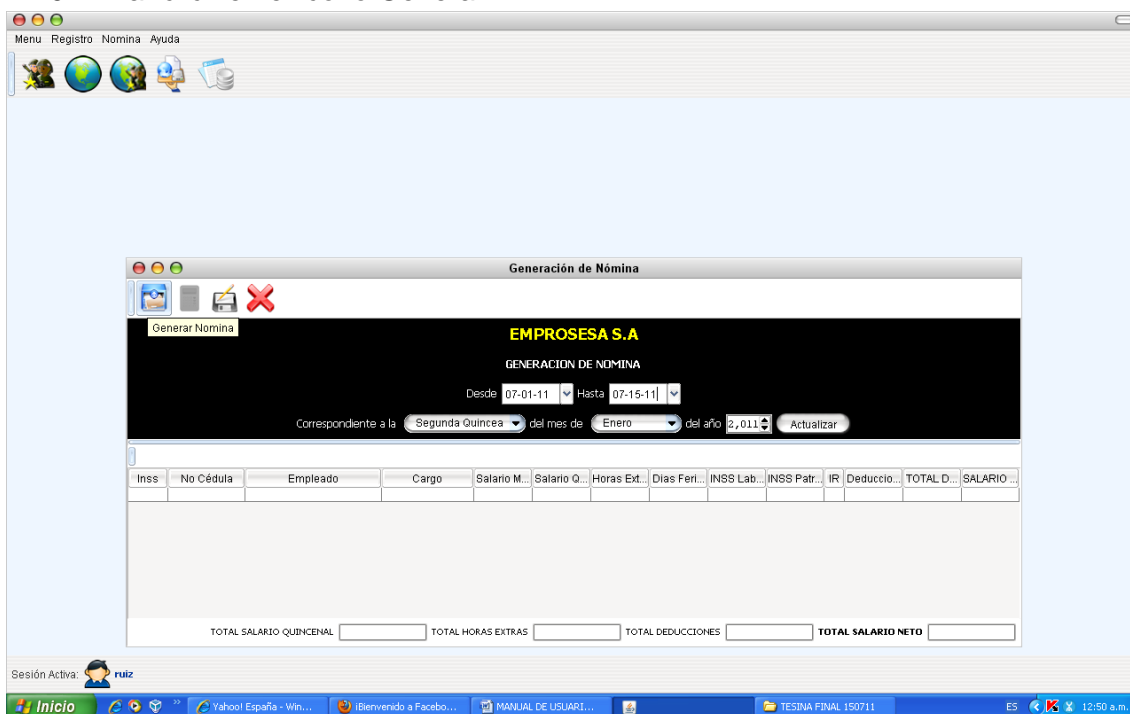 Menu Registro Nomina Ayuda
Generación de Nómina
Generar Nomina
EMPROSESA S.A
GENERACION DE NOMINA
Desde 07-01-11 Hasta 07-15-11
Correspondiente a la Segunda Quincea del mes de Enero del año 2,011 Actualizar
Inss No Cédula Empleado Cargo Salario M... Salario Q... Horas Ext... Dias Feri... INSS Lab... INSS Patr... IR Deduccio... TOTAL D... SALARIO ...
TOTAL SALARIO QUINCENAL TOTAL HORAS EXTRAS TOTAL DEDUCCIONES TOTAL SALARIO NETO
Sesión Activa: ruiz
Inicio Yahoo! España - Win... ¡Bienvenido a Facebo... MANUAL DE USUARI... TESINA FINAL 150711 ES 12:50 a.m.